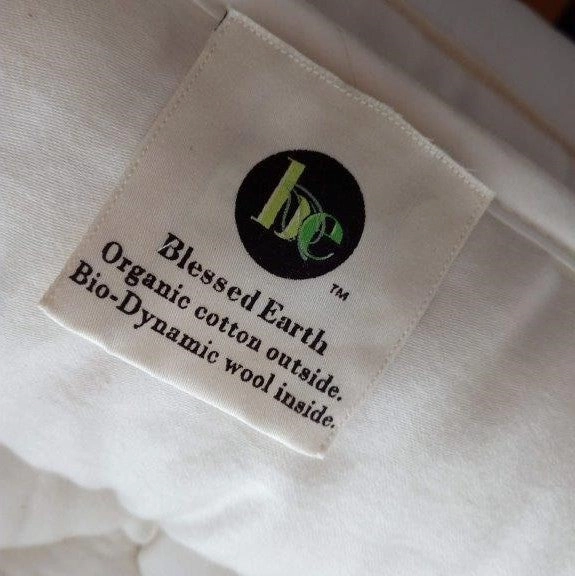 be
TM
Blessed Earth
Organic cotton outside.
Bio-Dynamic wool inside.